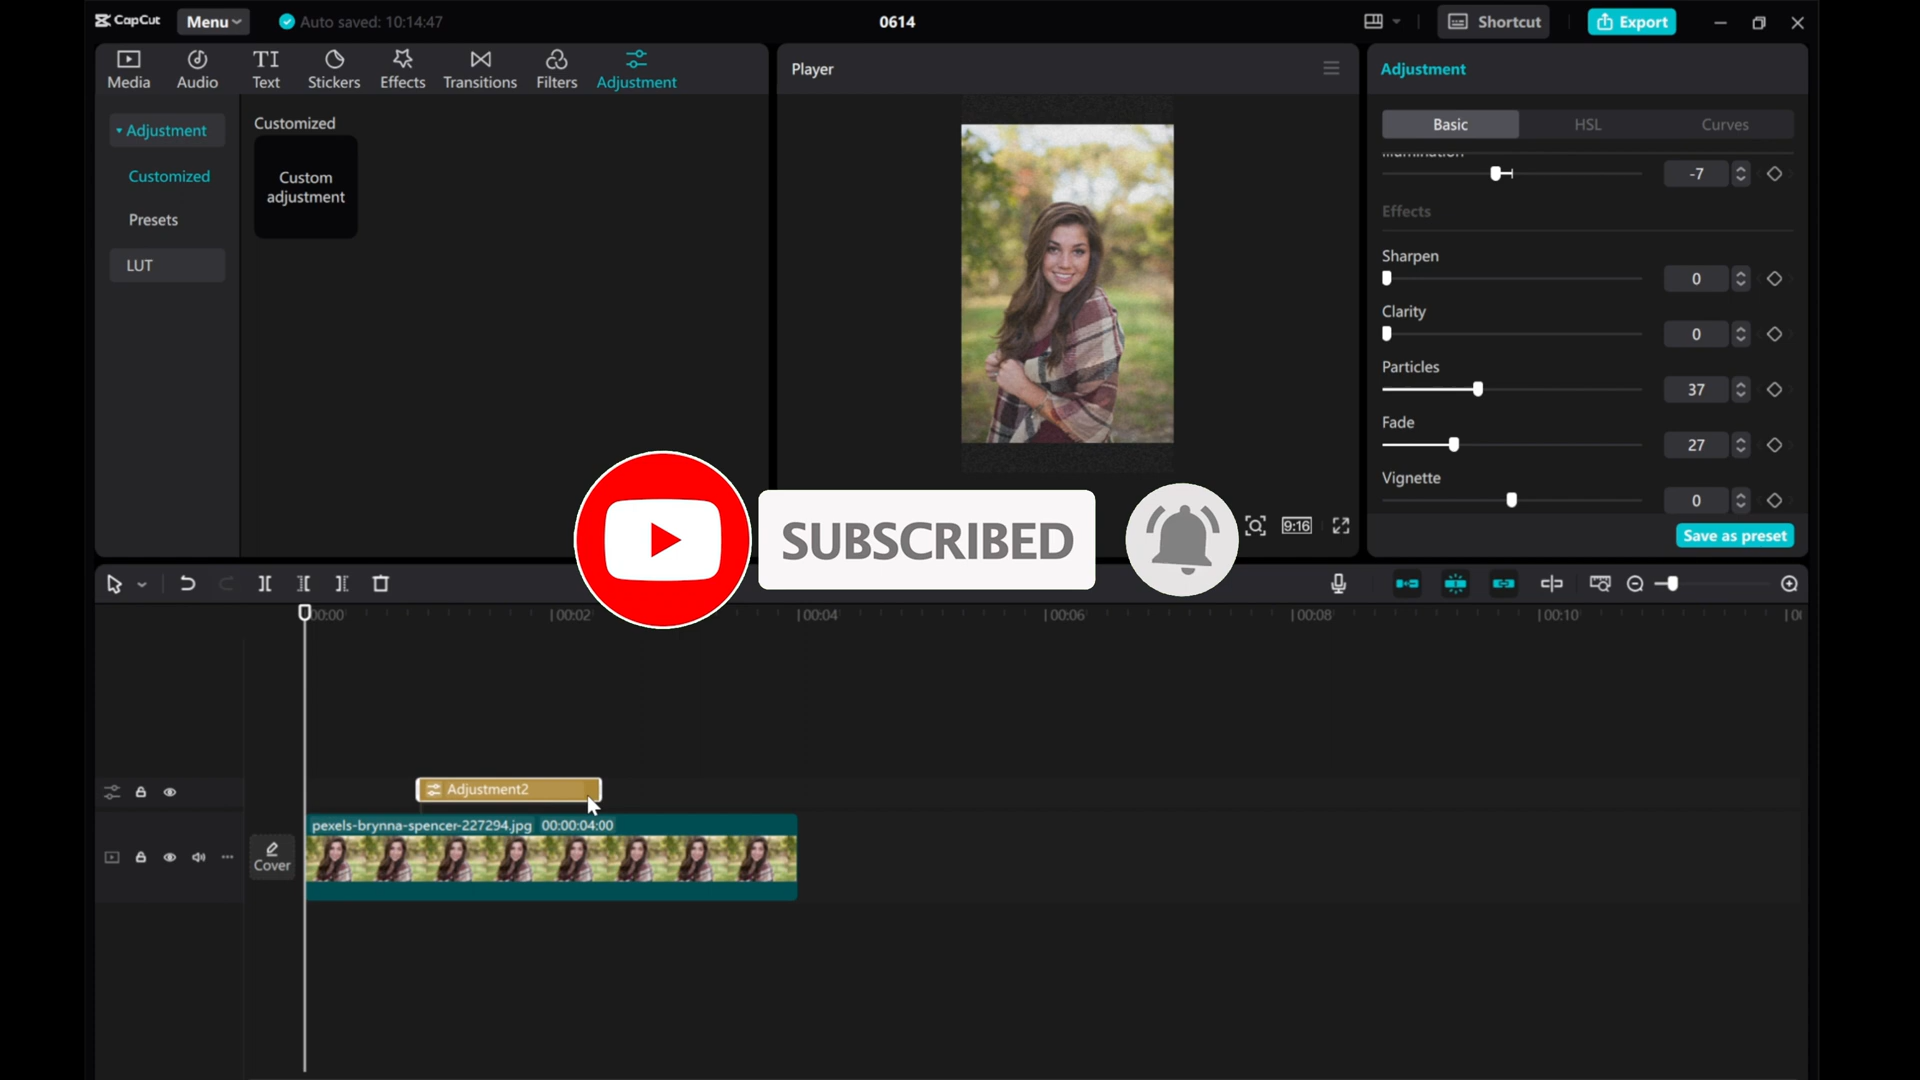 CapCut
Menu
Auto saved: 10:14:47
0614
Shortcut
Export
Media
Audio
TI
Text
Stickers
Effects
Transitions
Filters
Adjustment
Player
Adjustment
Adjustment
Customized
Presets
LUT
Customized
Custom
adjustment
Basic
HSL
Curves
Illumination
-7
Effects
Sharpen
0
Clarity
0
Particles
37
Fade
27
Vignette
0
9:16
Save as preset
SUBSCRIBED
00:00
00:02
00:04
00:06
00:08
00:10
Adjustment2
pexels-brynna-spencer-227294.jpg 00:00:04:00
Cover